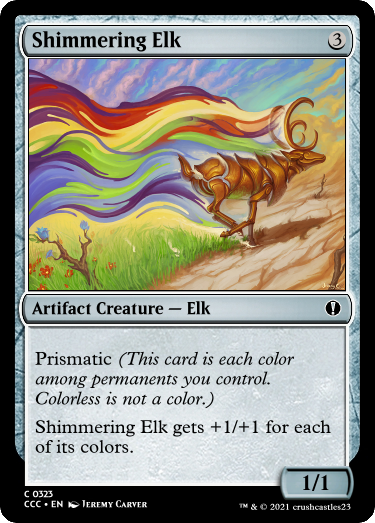 Shimmering Elk 3
Artifact Creature — Elk
Prismatic (This card is each color
among permanents you control.
Colorless is not a color.)
Shimmering Elk gets +1/+1 for each
of its colors.
1/1
C 0323
CCC • EN Jeremy Carver
™ & © 2021 crushcastles23